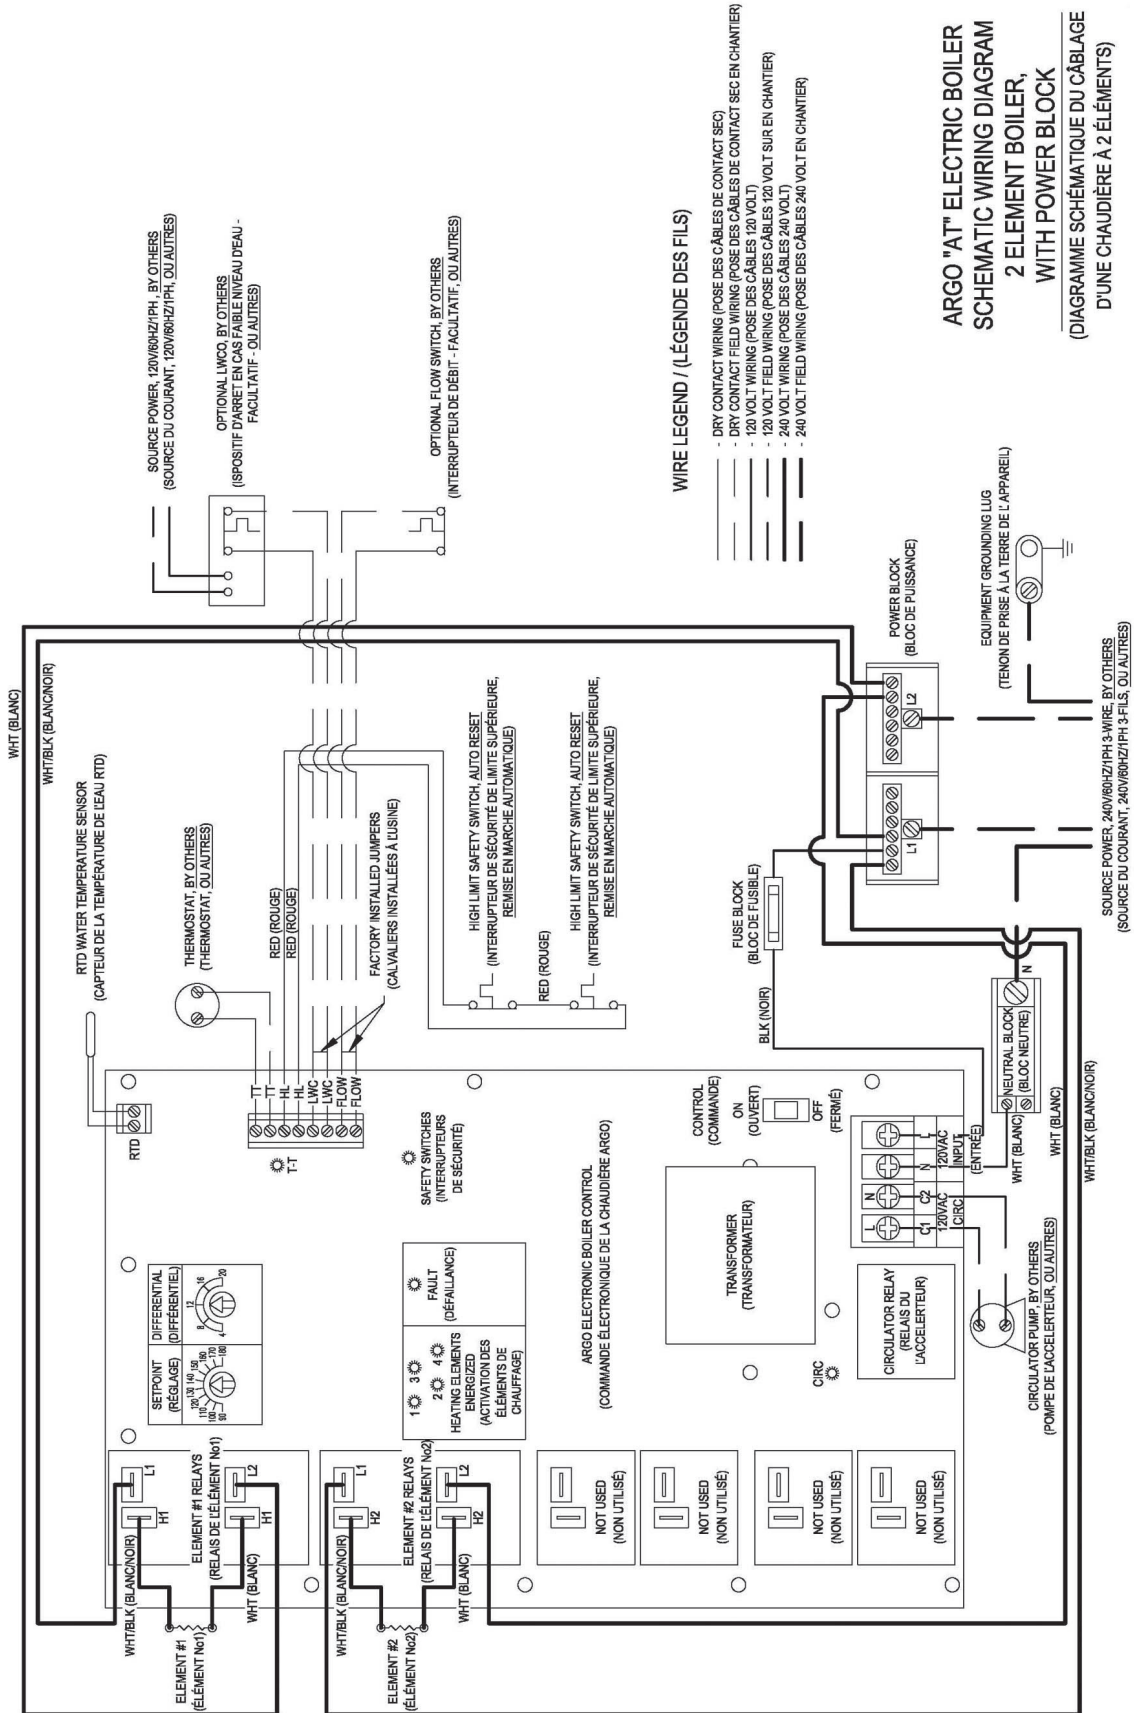 WHT (BLANC)
WHT/BLK (BLANC/NOIR)
RTD WATER TEMPERATURE SENSOR
(CAPTEUR DE LA TEMPÉRATURE DE L'EAU RTD)
THERMOSTAT, BY OTHERS
(THERMOSTAT, OU AUTRES)
SOURCE POWER, 120V/60HZ/1PH, BY OTHERS
(SOURCE DU COURANT, 120V/60HZ/1PH, OU AUTRES)
OPTIONAL LWCO, BY OTHERS
(ISPOSITIF D'ARRET EN CAS FAIBLE NIVEAU D'EAU -
FACULTATIF - OU AUTRES)
OPTIONAL FLOW SWITCH, BY OTHERS
(INTERRUPTEUR DE DÉBIT - FACULTATIF, OU AUTRES)
RED (ROUGE)
RED (ROUGE)
FACTORY INSTALLED JUMPERS
(CALVALIERS INSTALLÉES À L'USINE)
HIGH LIMIT SAFETY SWITCH, AUTO RESET
(INTERRUPTEUR DE SÉCURITÉ DE LIMITE SUPÉRIEURE,
REMISE EN MARCHE AUTOMATIQUE)
RED (ROUGE)
HIGH LIMIT SAFETY SWITCH, AUTO RESET
(INTERRUPTEUR DE SÉCURITÉ DE LIMITE SUPÉRIEURE,
REMISE EN MARCHE AUTOMATIQUE)
RTD
TT
TT
HL
HL
LWC
LWC
FLOW
FLOW
T-T
SAFETY SWITCHES
(INTERRUPTEURS
DE SÉCURITÉ)
SETPOINT
(RÉGLAGE)
90
100
110
120
130
140
150
160
170
180
DIFFERENTIAL
(DIFFÉRENTIEL)
4
8
12
16
20
1
3
2
4
HEATING ELEMENTS
ENERGIZED
(ACTIVATION DES
ÉLÉMENTS DE
CHAUFFAGE)
FAULT
(DÉFAILLANCE)
L1
H1
L2
H1
ELEMENT #1 RELAYS
(RELAIS DE L'ÉLÉMENT No1)
WHT/BLK (BLANC/NOIR)
WHT (BLANC)
ELEMENT #1
(ÉLÉMENT No1)
L1
H2
L2
H2
ELEMENT #2 RELAYS
(RELAIS DE L'ÉLÉMENT No2)
WHT/BLK (BLANC/NOIR)
WHT (BLANC)
ELEMENT #2
(ÉLÉMENT No2)
NOT USED
(NON UTILISÉ)
NOT USED
(NON UTILISÉ)
NOT USED
(NON UTILISÉ)
NOT USED
(NON UTILISÉ)
ARGO ELECTRONIC BOILER CONTROL
(COMMANDE ÉLECTRONIQUE DE LA CHAUDIÈRE ARGO)
TRANSFORMER
(TRANSFORMATEUR)
CONTROL
(COMMANDE)
ON
(OUVERT)
OFF
(FERMÉ)
CIRC
CIRCULATOR RELAY
(RELAIS DU
L'ACCELERTEUR)
L
N
C1
C2
N
L
120VAC
CIRC
120VAC
INPUT
(ENTRÉE)
CIRCULATOR PUMP, BY OTHERS
(POMPE DE L'ACCELERTEUR, OU AUTRES)
BLK (NOIR)
FUSE BLOCK
(BLOC DE FUSIBLE)
WHT (BLANC)
NEUTRAL BLOCK
(BLOC NEUTRE)
N
WHT (BLANC)
WHT/BLK (BLANC/NOIR)
L1
L2
POWER BLOCK
(BLOC DE PUISSANCE)
EQUIPMENT GROUNDING LUG
(TENON DE PRISE À LA TERRE DE L'APPAREIL)
SOURCE POWER, 240V/60HZ/1PH 3-WIRE, BY OTHERS
(SOURCE DU COURANT, 240V/60HZ/1PH 3-FILS, OU AUTRES)
WIRE LEGEND / (LÉGENDE DES FILS)
- DRY CONTACT WIRING (POSE DES CÂBLES DE CONTACT SEC)
- DRY CONTACT FIELD WIRING (POSE DES CÂBLES DE CONTACT SEC EN CHANTIER)
- 120 VOLT WIRING (POSE DES CÂBLES 120 VOLT)
- 120 VOLT FIELD WIRING (POSE DES CÂBLES 120 VOLT SUR EN CHANTIER)
- 240 VOLT WIRING (POSE DES CÂBLES 240 VOLT)
- 240 VOLT FIELD WIRING (POSE DES CÂBLES 240 VOLT EN CHANTIER)
ARGO "AT" ELECTRIC BOILER
SCHEMATIC WIRING DIAGRAM
2 ELEMENT BOILER,
WITH POWER BLOCK
(DIAGRAMME SCHÉMATIQUE DU CÂBLAGE
D'UNE CHAUDIÈRE À 2 ÉLÉMENTS)